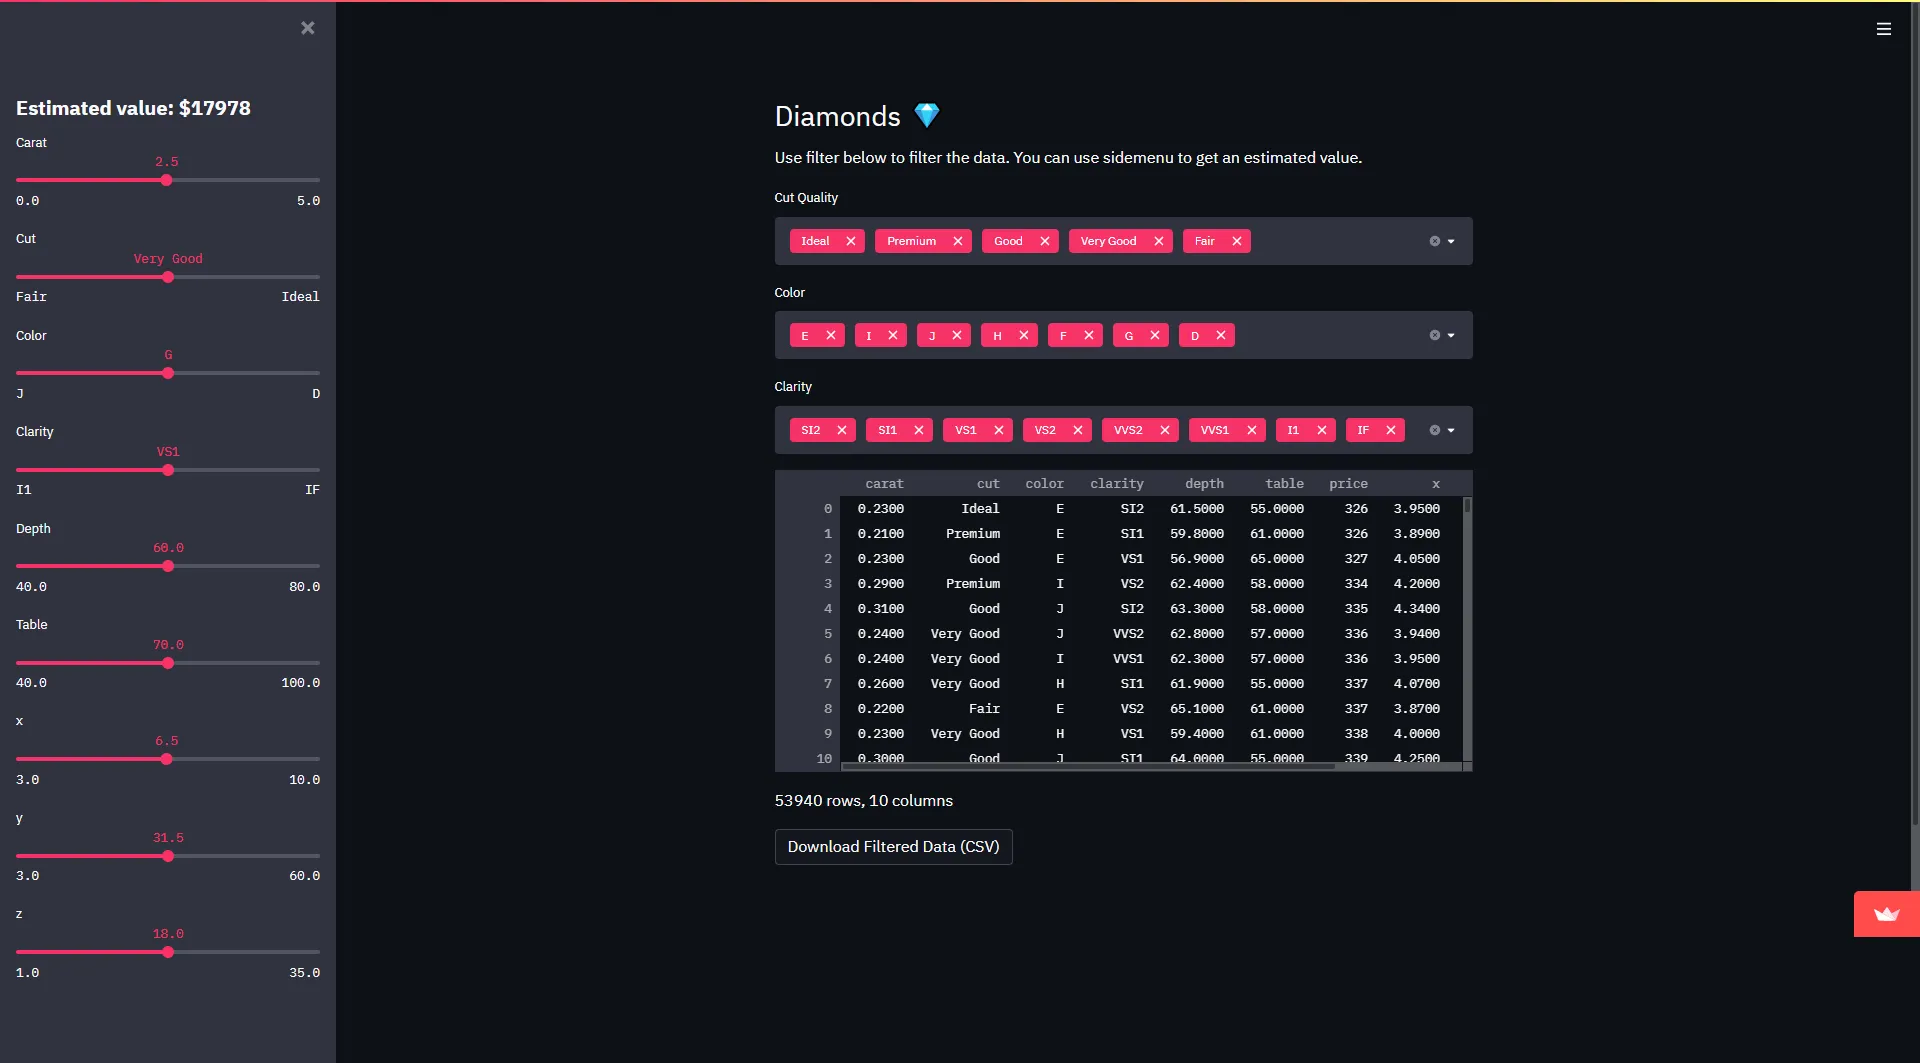 Estimated value: $17978
Carat
2.5
0.0 5.0
Cut
Very Good
Fair Ideal
Color
G
J D
Clarity
VS1
I1 IF
Depth
60.0
40.0 80.0
Table
70.0
40.0 100.0
x
6.5
3.0 10.0
y
31.5
3.0 60.0
z
18.0
1.0 35.0
Diamonds
Use filter below to filter the data. You can use sidemenu to get an estimated value.
Cut Quality
Ideal Premium Good Very Good Fair
Color
E I J H F G D
Clarity
SI2 SI1 VS1 VS2 VVS2 VVS1 I1 IF
carat cut color clarity depth table price x
0 0.2300 Ideal E SI2 61.5000 55.0000 326 3.9500
1 0.2100 Premium E SI1 59.8000 61.0000 326 3.8900
2 0.2300 Good E VS1 56.9000 65.0000 327 4.0500
3 0.2900 Premium I VS2 62.4000 58.0000 334 4.2000
4 0.3100 Good J SI2 63.3000 58.0000 335 4.3400
5 0.2400 Very Good J VVS2 62.8000 57.0000 336 3.9400
6 0.2400 Very Good I VVS1 62.3000 57.0000 336 3.9500
7 0.2600 Very Good H SI1 61.9000 55.0000 337 4.0700
8 0.2200 Fair E VS2 65.1000 61.0000 337 3.8700
9 0.2300 Very Good H VS1 59.4000 61.0000 338 4.0000
10 0.3000 Good J SI1 64.0000 55.0000 339 4.2500
53940 rows, 10 columns
Download Filtered Data (CSV)